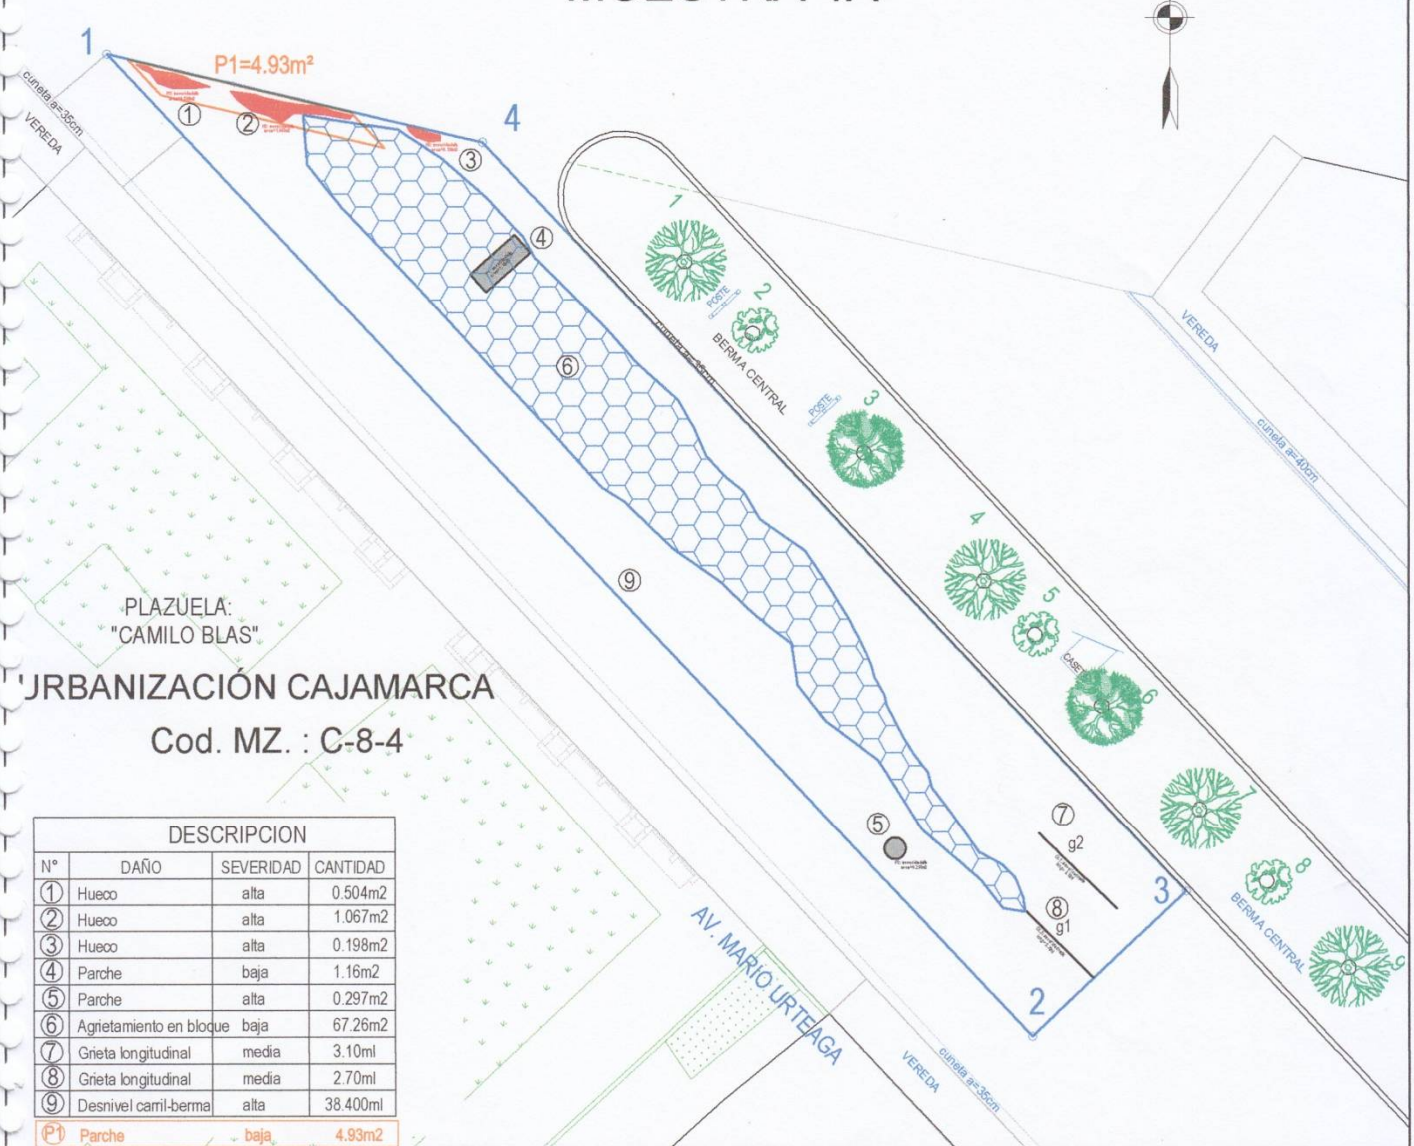 1
P1=4.93m²
4
①
②
③
④
cuneta a=35cm
VEREDA
1
POSTE
2
BERMA CENTRAL
cuneta a=35cm
POSTE
3
VEREDA
cuneta a=40cm
⑥
4
5
6
⑨
PLAZUELA:
"CAMILO BLAS"
URBANIZACIÓN CAJAMARCA
Cod. MZ. : C-8-4
7
⑤
⑦
g2
⑧
g1
3
8
BERMA CENTRAL
9
2
AV. MARIO URTEAGA
VEREDA
cuneta a=35cm
DESCRIPCION
N° DAÑO SEVERIDAD CANTIDAD
① Hueco alta 0.504m2
② Hueco alta 1.067m2
③ Hueco alta 0.198m2
④ Parche baja 1.16m2
⑤ Parche alta 0.297m2
⑥ Agrietamiento en bloque baja 67.26m2
⑦ Grieta longitudinal media 3.10ml
⑧ Grieta longitudinal media 2.70ml
⑨ Desnivel carril-berma alta 38.400ml
P1 Parche baja 4.93m2